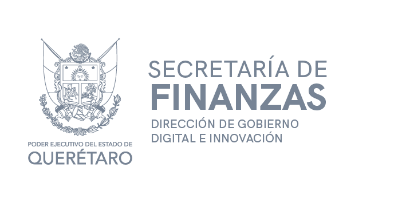 PODER EJECUTIVO DEL ESTADO DE
QUERÉTARO
SECRETARÍA DE
FINANZAS
DIRECCIÓN DE GOBIERNO
DIGITAL E INNOVACIÓN